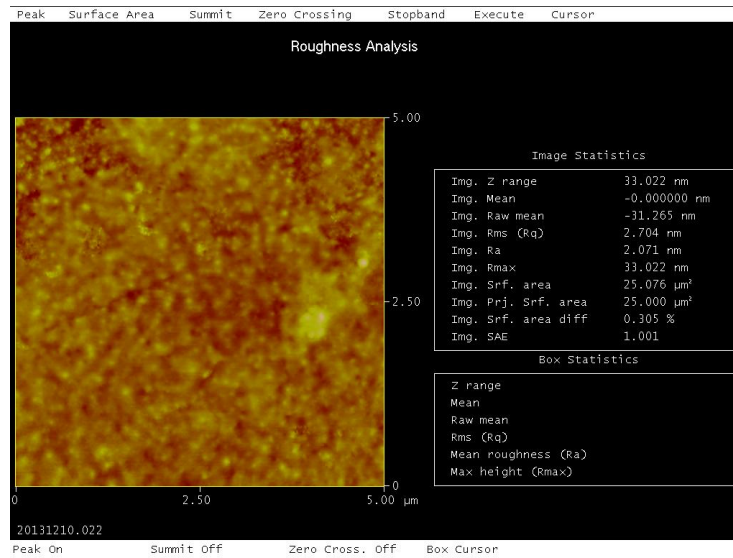 Peak Surface Area Summit Zero Crossing Stopband Execute Cursor
Roughness Analysis
5.00
2.50
0
0 2.50 5.00 µm
Image Statistics
Img. Z range 33.022 nm
Img. Mean -0.000000 nm
Img. Raw mean -31.265 nm
Img. Rms (Rq) 2.704 nm
Img. Ra 2.071 nm
Img. Rmax 33.022 nm
Img. Srf. area 25.076 µm²
Img. Prj. Srf. area 25.000 µm²
Img. Srf. area diff 0.305 %
Img. SAE 1.001
Box Statistics
Z range
Mean
Raw mean
Rms (Rq)
Mean roughness (Ra)
Max height (Rmax)
20131210.022
Peak On Summit Off Zero Cross. Off Box Cursor